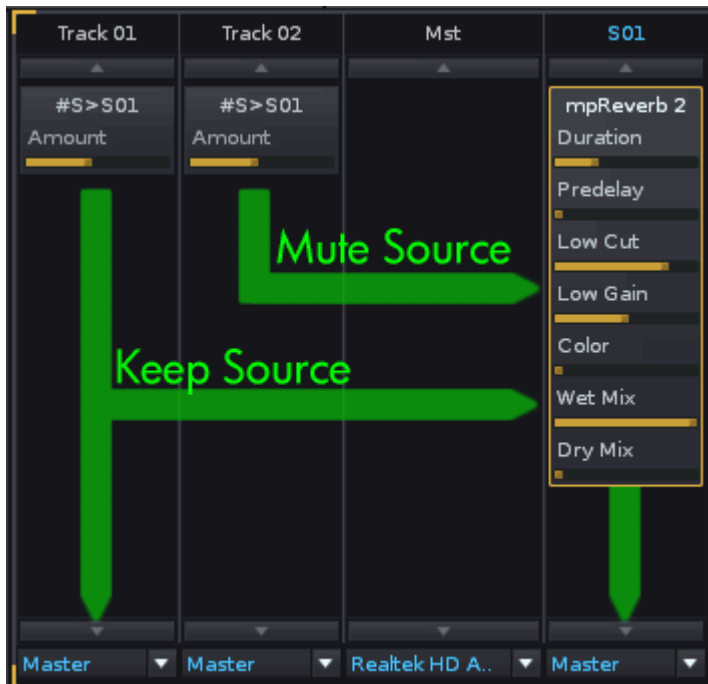 Track 01
Track 02
Mst
S01
#S>S01
Amount
#S>S01
Amount
mpReverb 2
Duration
Predelay
Low Cut
Low Gain
Color
Wet Mix
Dry Mix
Mute Source
Keep Source
Master
Master
Realtek HD A..
Master